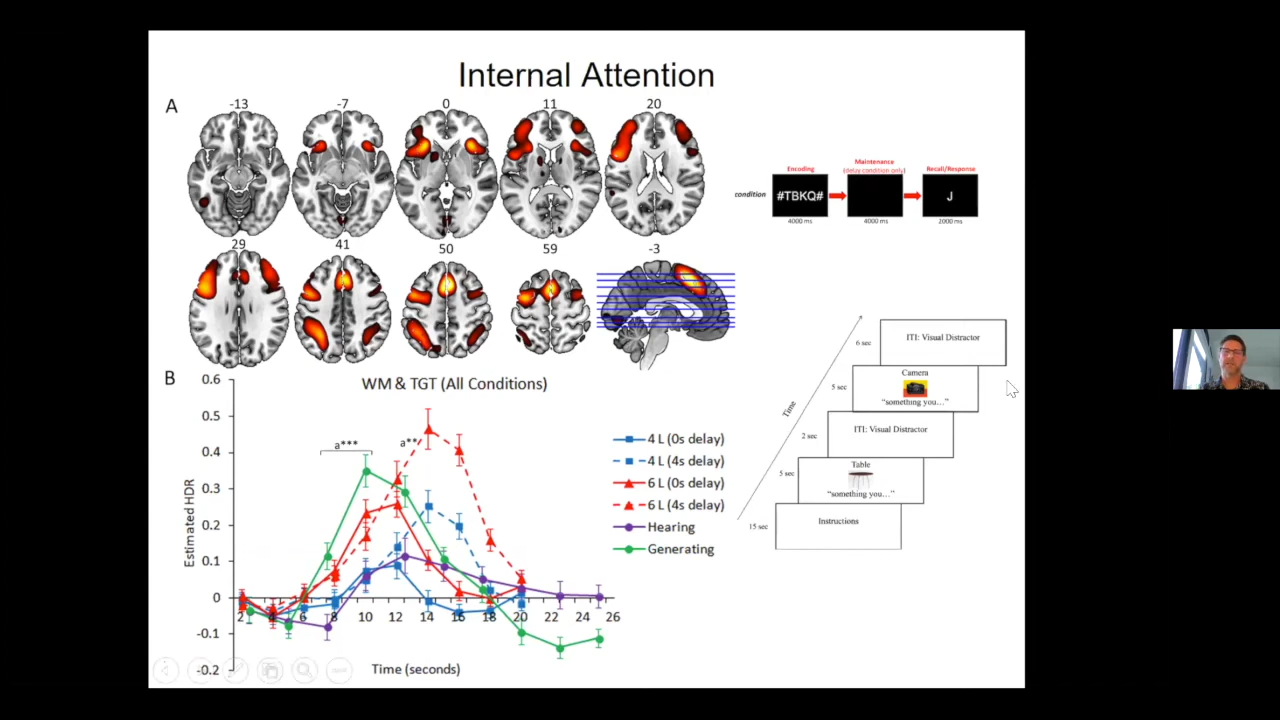 Internal Attention
A
-13 -7 0 11 20
29 41 50 59 -3
Encoding
Maintenance
(delay condition only)
Recall/Response
condition
#TBKQ#
J
4000 ms 4000 ms 2000 ms
B
WM & TGT (All Conditions)
0.6
0.5
0.4
0.3
0.2
0.1
0
-0.1
-0.2
Estimated HDR
a***
a**
2 4 6 8 10 12 14 16 18 20 22 24 26
Time (seconds)
4 L (0s delay)
4 L (4s delay)
6 L (0s delay)
6 L (4s delay)
Hearing
Generating
Time
6 sec
ITI: Visual Distractor
5 sec
Camera
"something you..."
2 sec
ITI: Visual Distractor
5 sec
Table
"something you..."
15 sec
Instructions